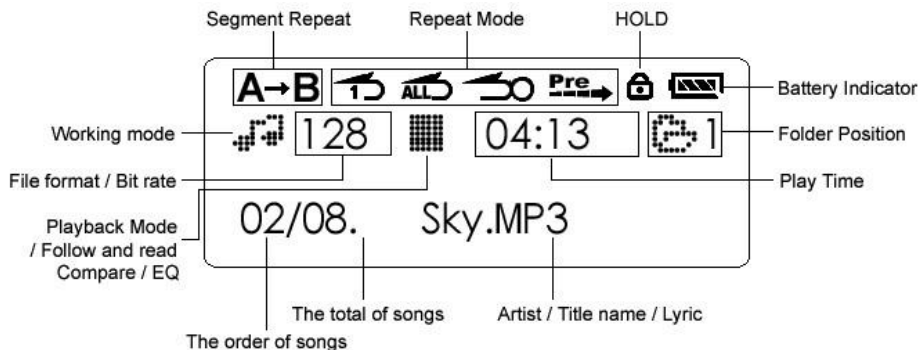 Segment Repeat Repeat Mode HOLD
A→B 1 ALL Pre
Battery Indicator
Working mode 128 04:13 1 Folder Position
File format / Bit rate Play Time
Playback Mode
/ Follow and read
Compare / EQ
02/08. Sky.MP3
The total of songs Artist / Title name / Lyric
The order of songs